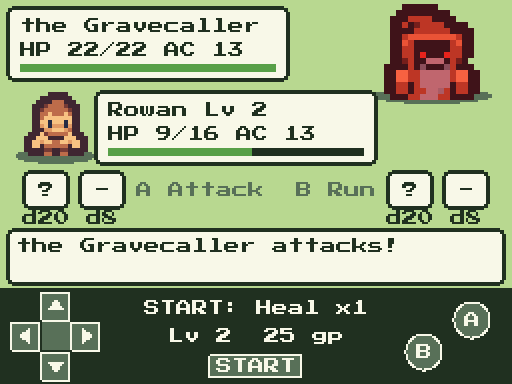 the Gravecaller
HP 22/22 AC 13
Rowan Lv 2
HP 9/16 AC 13
? - A Attack B Run ? -
d20 d8 d20 d8
the Gravecaller attacks!
START: Heal x1
Lv 2 25 gp
START
A
B